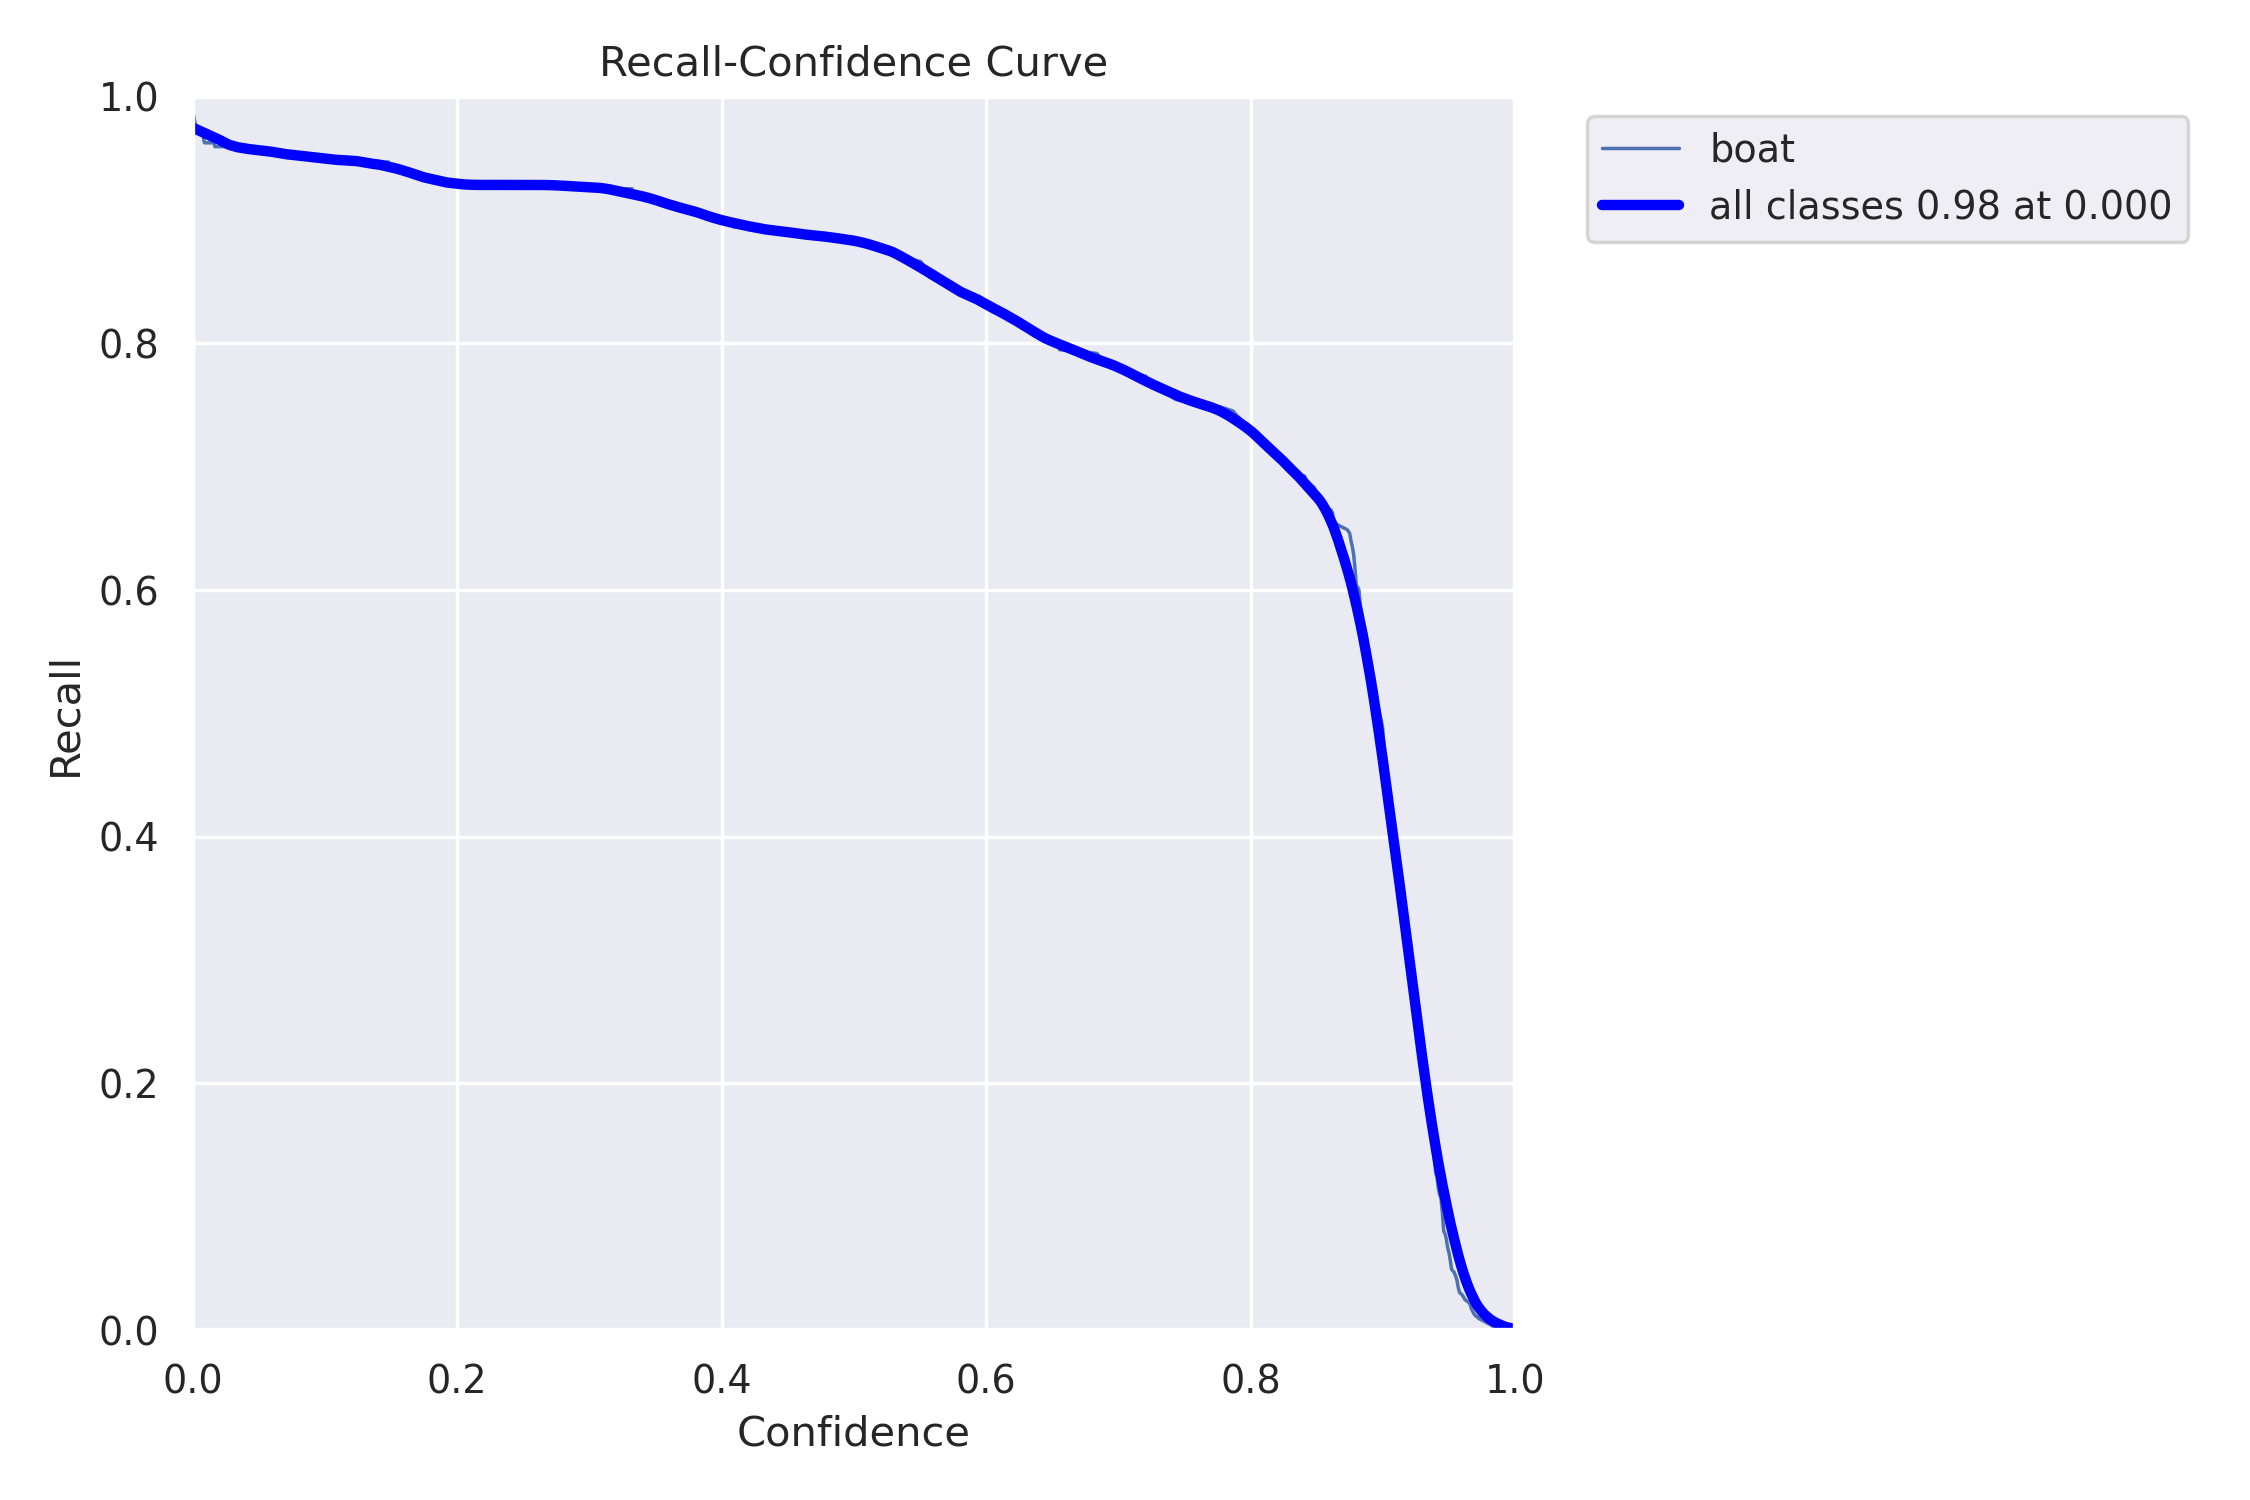 Recall-Confidence Curve
boat
all classes 0.98 at 0.000
1.0
0.8
0.6
0.4
0.2
0.0
Recall
0.0 0.2 0.4 0.6 0.8 1.0
Confidence